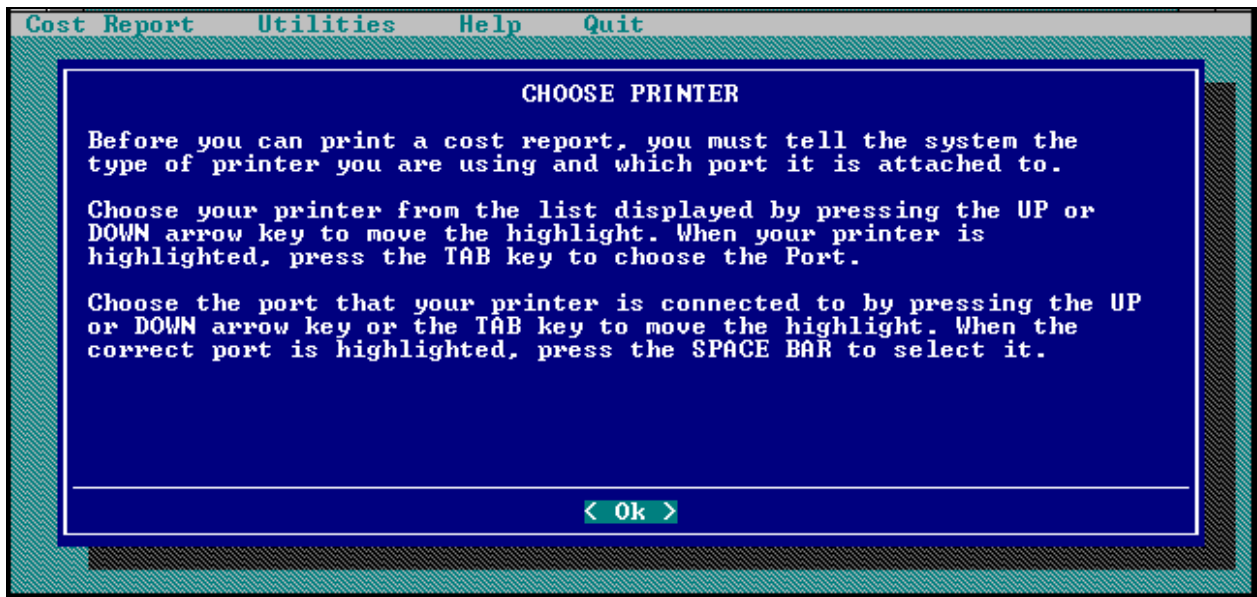 Cost Report Utilities Help Quit
CHOOSE PRINTER
Before you can print a cost report, you must tell the system the
type of printer you are using and which port it is attached to.
Choose your printer from the list displayed by pressing the UP or
DOWN arrow key to move the highlight. When your printer is
highlighted, press the TAB key to choose the Port.
Choose the port that your printer is connected to by pressing the UP
or DOWN arrow key or the TAB key to move the highlight. When the
correct port is highlighted, press the SPACE BAR to select it.
< Ok >